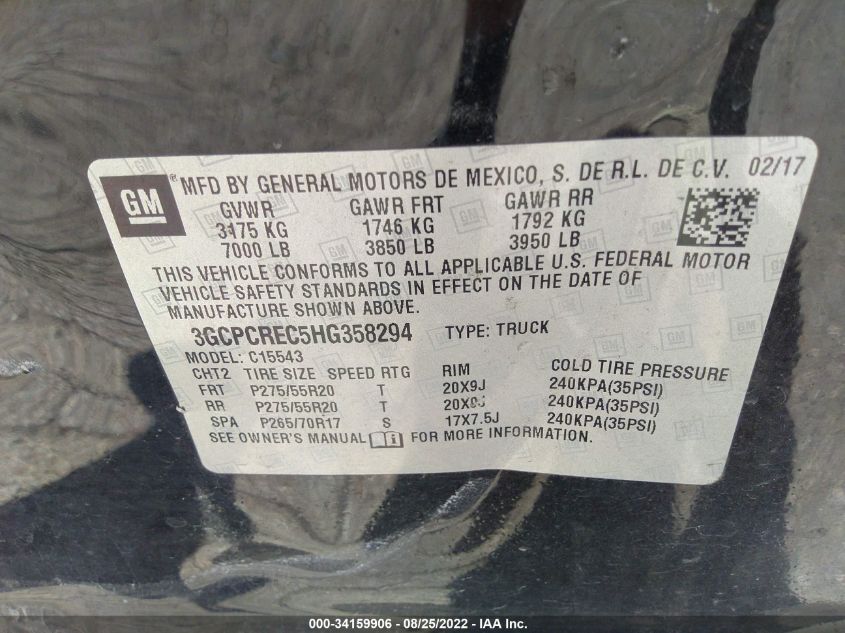 GM ® MFD BY GENERAL MOTORS DE MEXICO, S. DE R.L. DE C.V. 02/17
GVWR GAWR FRT GAWR RR
3175 KG 1746 KG 1792 KG
7000 LB 3850 LB 3950 LB
THIS VEHICLE CONFORMS TO ALL APPLICABLE U.S. FEDERAL MOTOR
VEHICLE SAFETY STANDARDS IN EFFECT ON THE DATE OF
MANUFACTURE SHOWN ABOVE.
3GCPCREC5HG358294 TYPE: TRUCK
MODEL: C15543
CHT2 TIRE SIZE SPEED RTG RIM COLD TIRE PRESSURE
FRT P275/55R20 T 20X9J 240KPA(35PSI)
RR P275/55R20 T 20X9J 240KPA(35PSI)
SPA P265/70R17 S 17X7.5J 240KPA(35PSI)
SEE OWNER'S MANUAL FOR MORE INFORMATION.
000-34159906 - 08/25/2022 - IAA Inc.